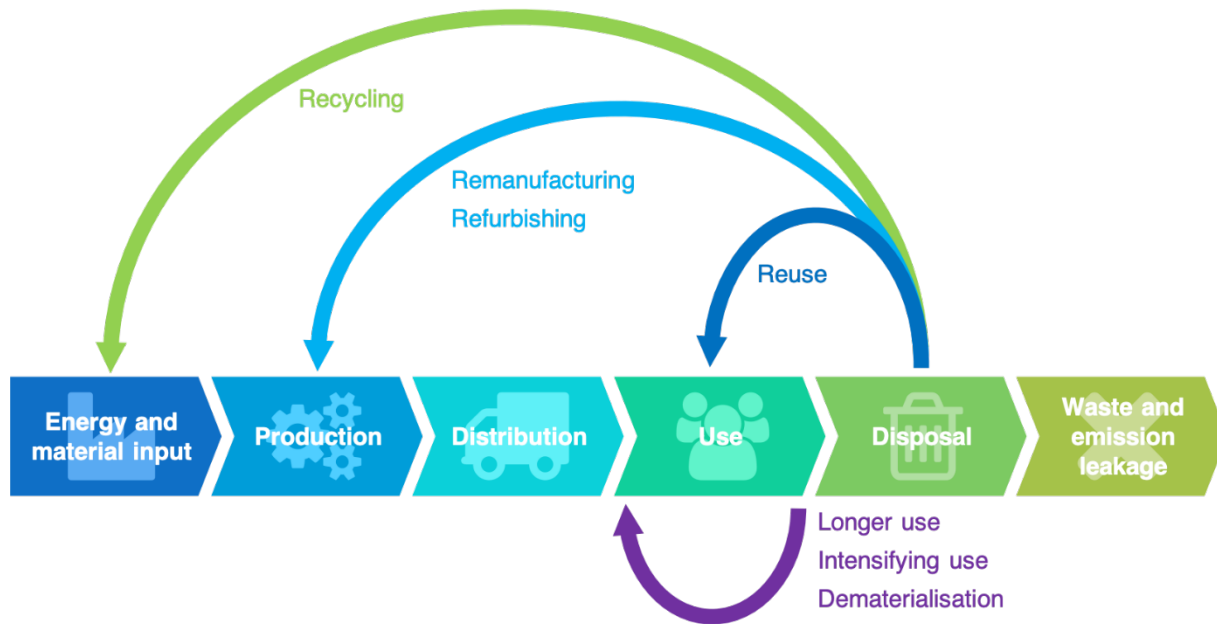 Recycling
Remanufacturing
Refurbishing
Reuse
Energy and
material input
Production
Distribution
Use
Disposal
Waste and
emission
leakage
Longer use
Intensifying use
Dematerialisation